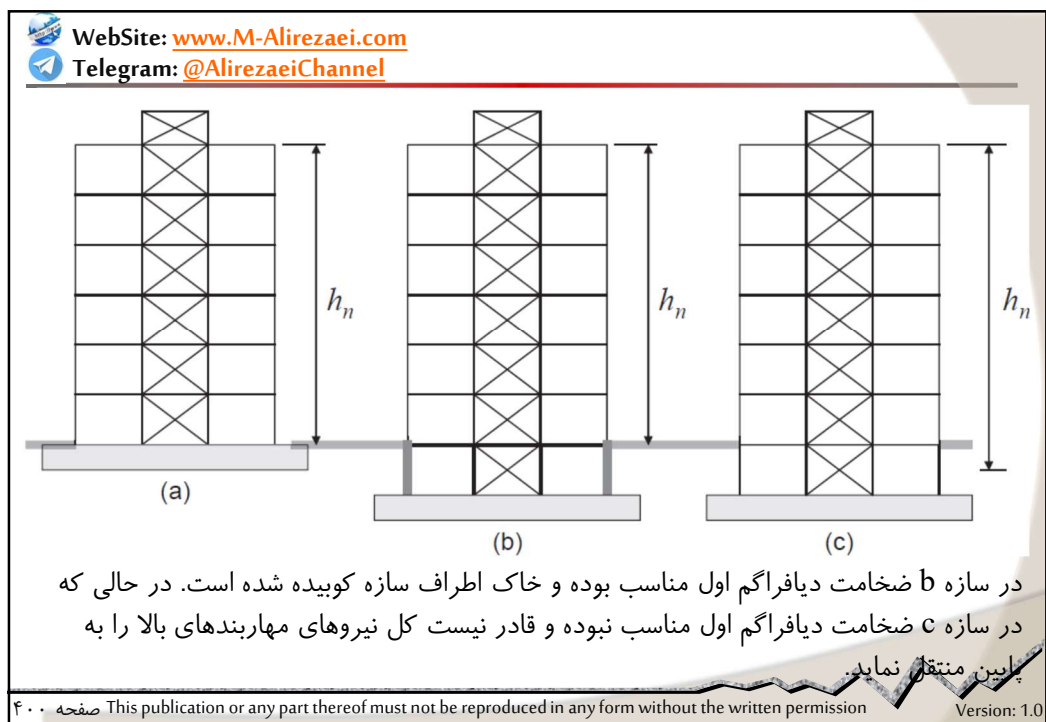 WebSite: www.M-Alirezaei.com
Telegram: @AlirezaeiChannel
h_n
h_n
h_n
(a)
(b)
(c)
در سازه b ضخامت دیافراگم اول مناسب بوده و خاک اطراف سازه کوبیده شده است. در حالی که
در سازه c ضخامت دیافراگم اول مناسب نبوده و قادر نیست کل نیروهای مهاربندهای بالا را به
پایین منتقل نماید.
صفحه ۴۰۰ This publication or any part thereof must not be reproduced in any form without the written permission Version: 1.0